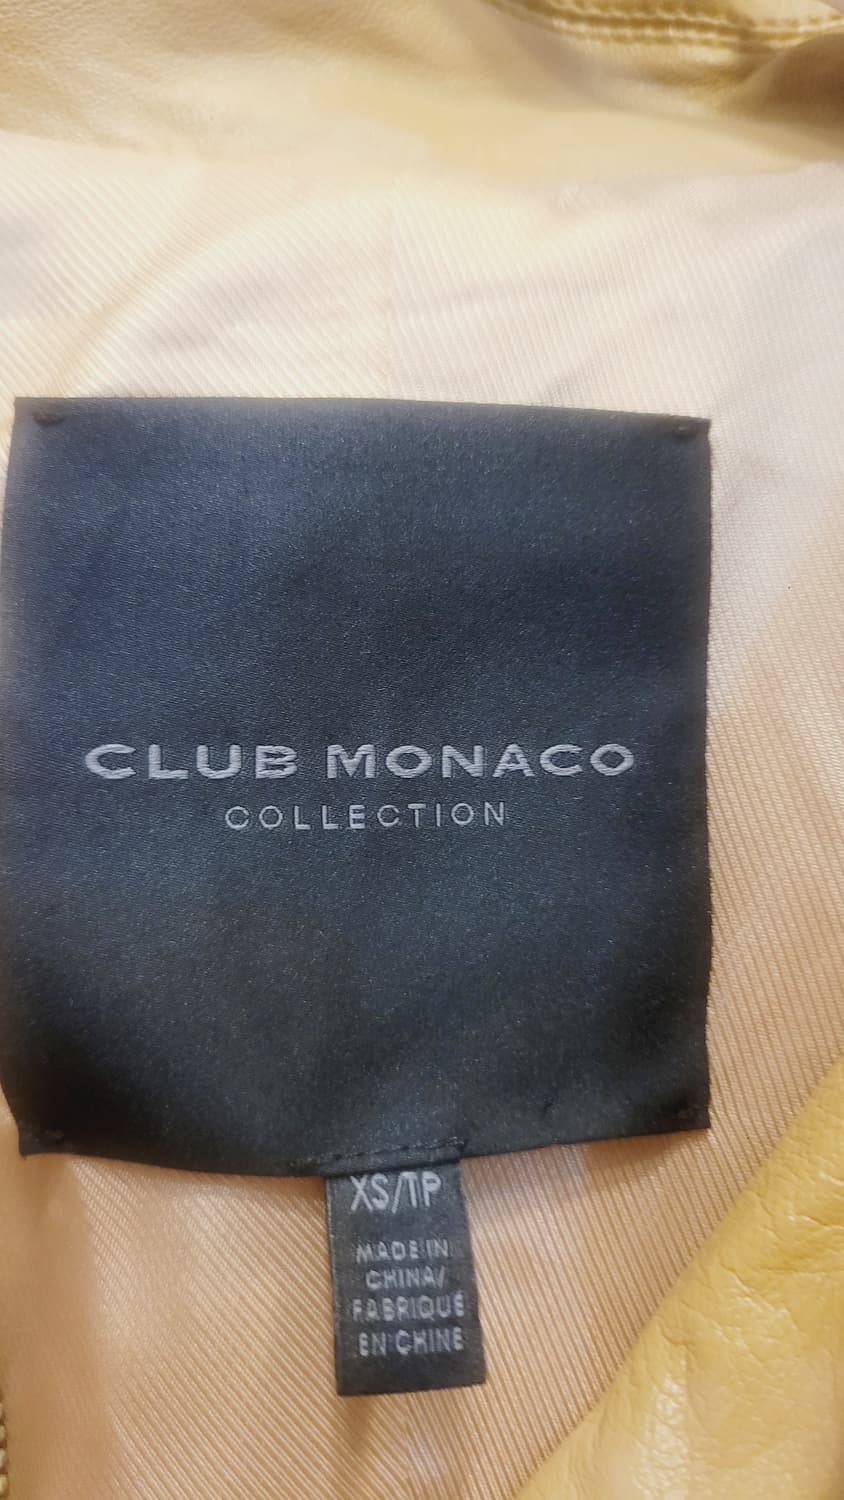 CLUB MONACO
COLLECTION
XS/TP
MADE IN
CHINA/
FABRIQUÉ
EN CHINE